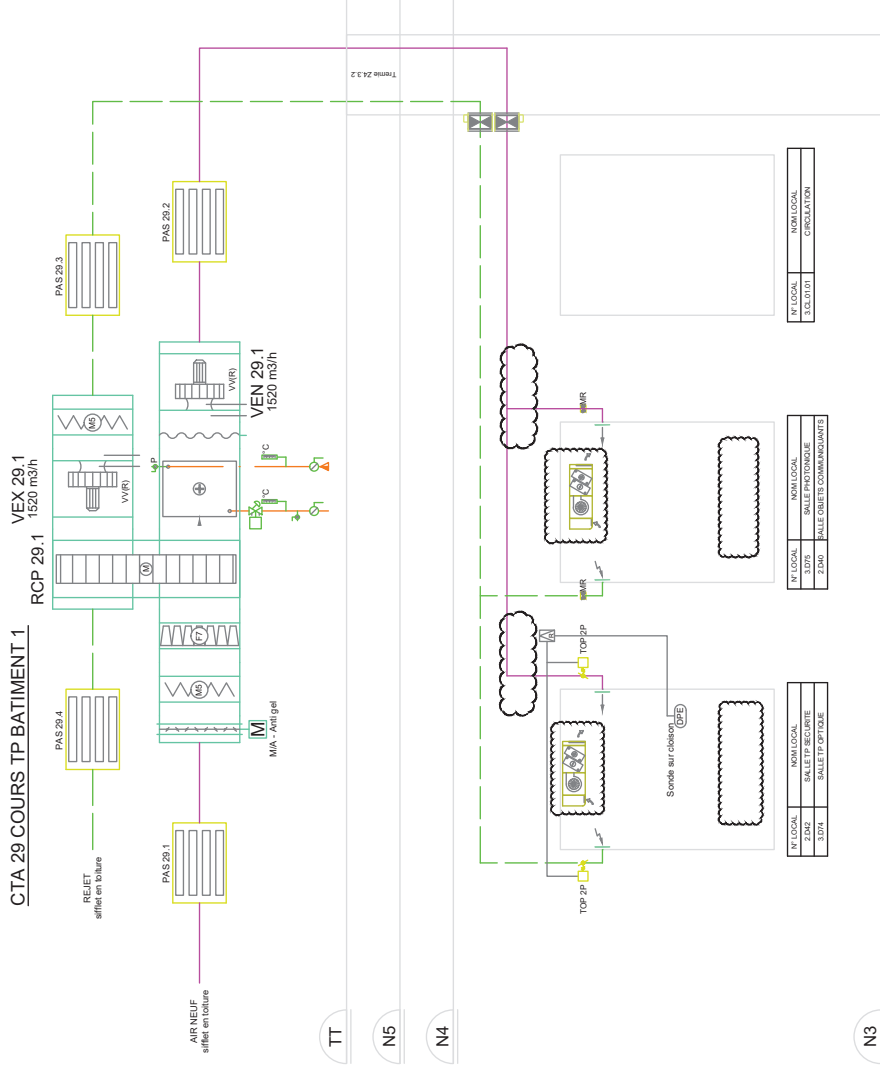 CTA 29 COURS TP BATIMENT 1
REJET
sifflet en toiture
PAS 29.4
RCP 29.1
VEX 29.1
1520 m3/h
PAS 29.3
AIR NEUF
sifflet en toiture
PAS 29.1
M
M/A - Anti gel
M5
F7
M
VV(R)
M5
P
°C
°C
VV(R)
VEN 29.1
1520 m3/h
PAS 29.2
Tremie Z4.3.2
TT
N5
N4
N3
TOP 2P
TOP 2P
R
Sonde sur cloison
DPE
MR
MR
N° LOCAL
NOM LOCAL
2.D42
SALLE TP SECURITE
3.D74
SALLE TP OPTIQUE
N° LOCAL
NOM LOCAL
3.D75
SALLE PHOTONIQUE
2.D40
SALLE OBJETS COMMUNIQUANTS
N° LOCAL
NOM LOCAL
3.CL.01.01
CIRCULATION